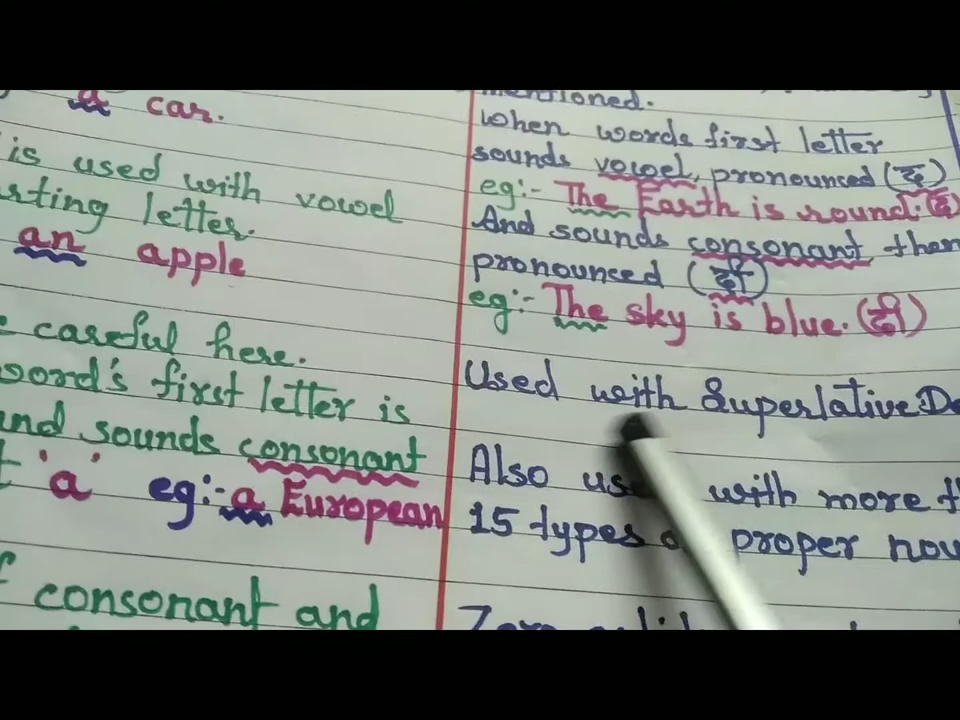 a car.
is used with vowel
rting letter.
an apple
careful here.
word's first letter is
and sounds consonant
'a' eg:- a European
consonant and
mentioned.
When words first letter
sounds vowel, pronounced
eg:- The Earth is round.
And sounds consonant then
pronounced (दी)
eg:- The sky is blue. (दी)
Used with Superlative De
Also used with more
15 types proper nou